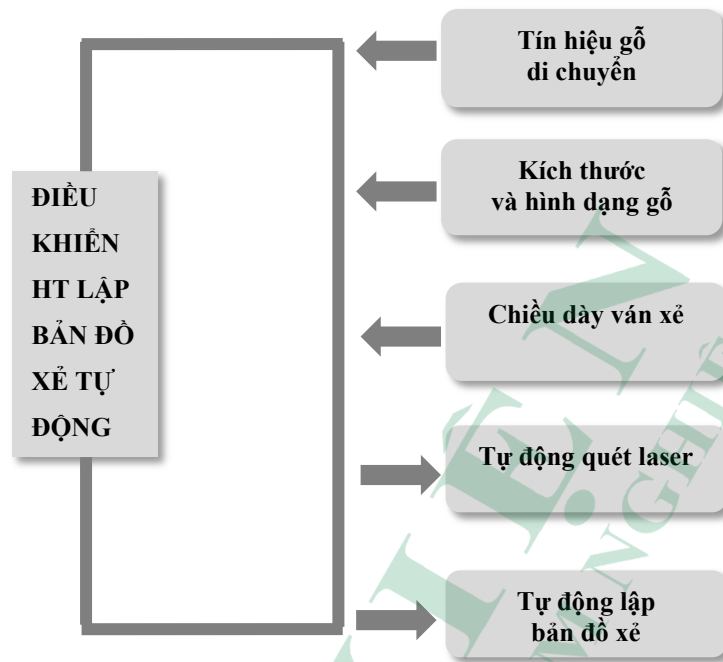 Tín hiệu gỗ
di chuyển
Kích thước
và hình dạng gỗ
ĐIỀU
KHIỂN
HT LẬP
BẢN ĐỒ
XẺ TỰ
ĐỘNG
Chiều dày ván xẻ
Tự động quét laser
Tự động lập
bản đồ xẻ